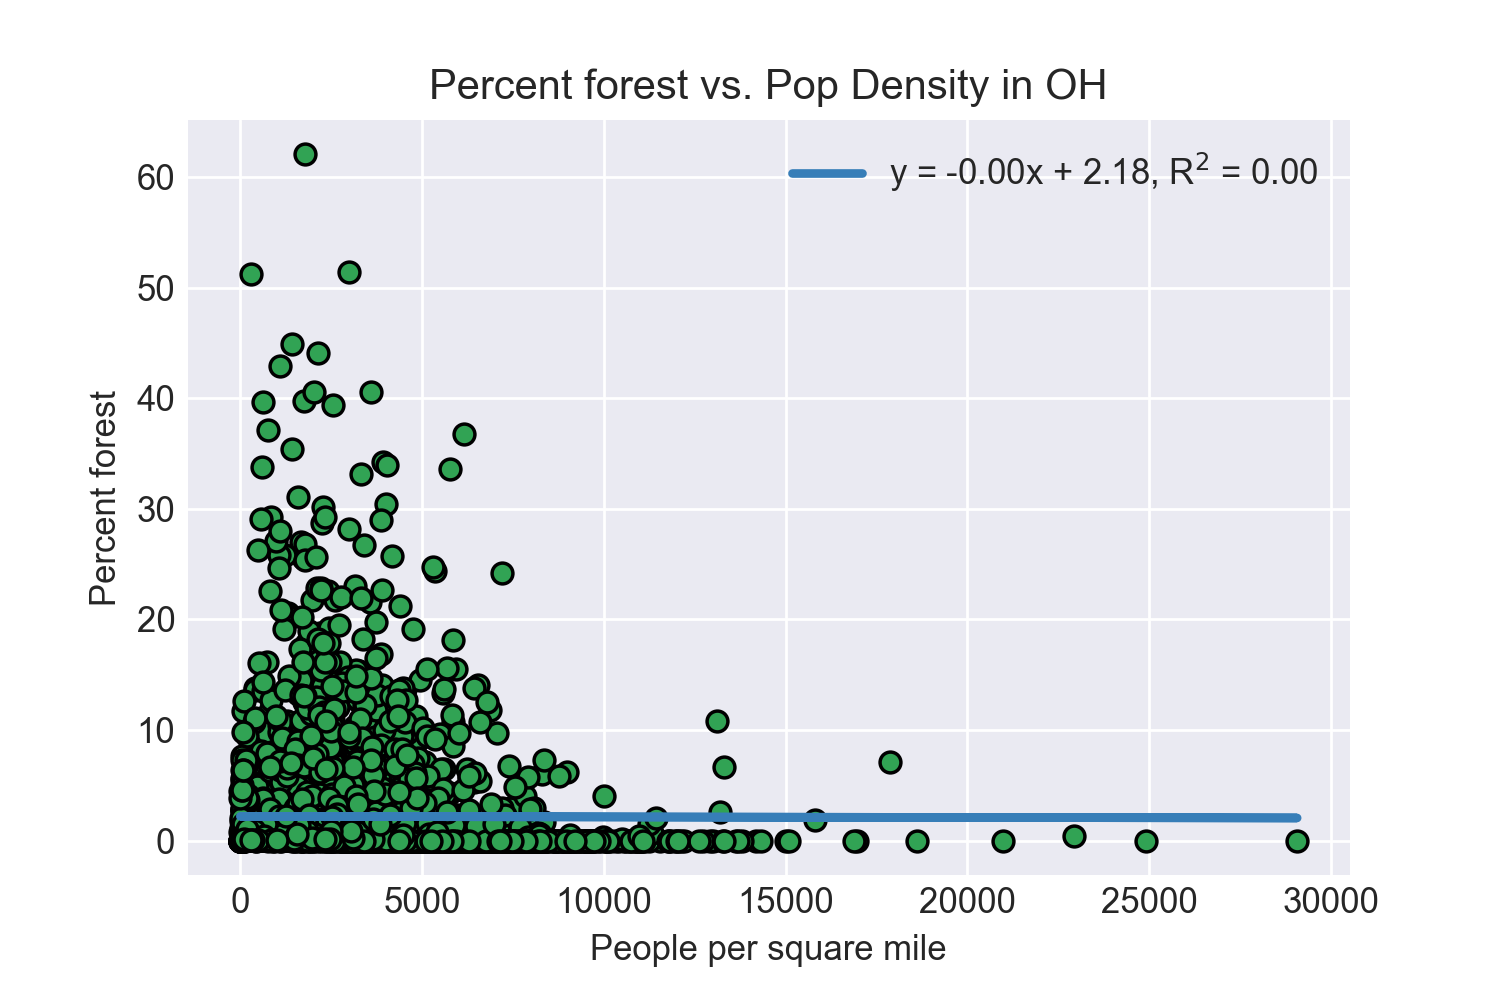 Percent forest vs. Pop Density in OH
y = -0.00x + 2.18, R² = 0.00
60
50
40
30
20
10
0
Percent forest
0 5000 10000 15000 20000 25000 30000
People per square mile